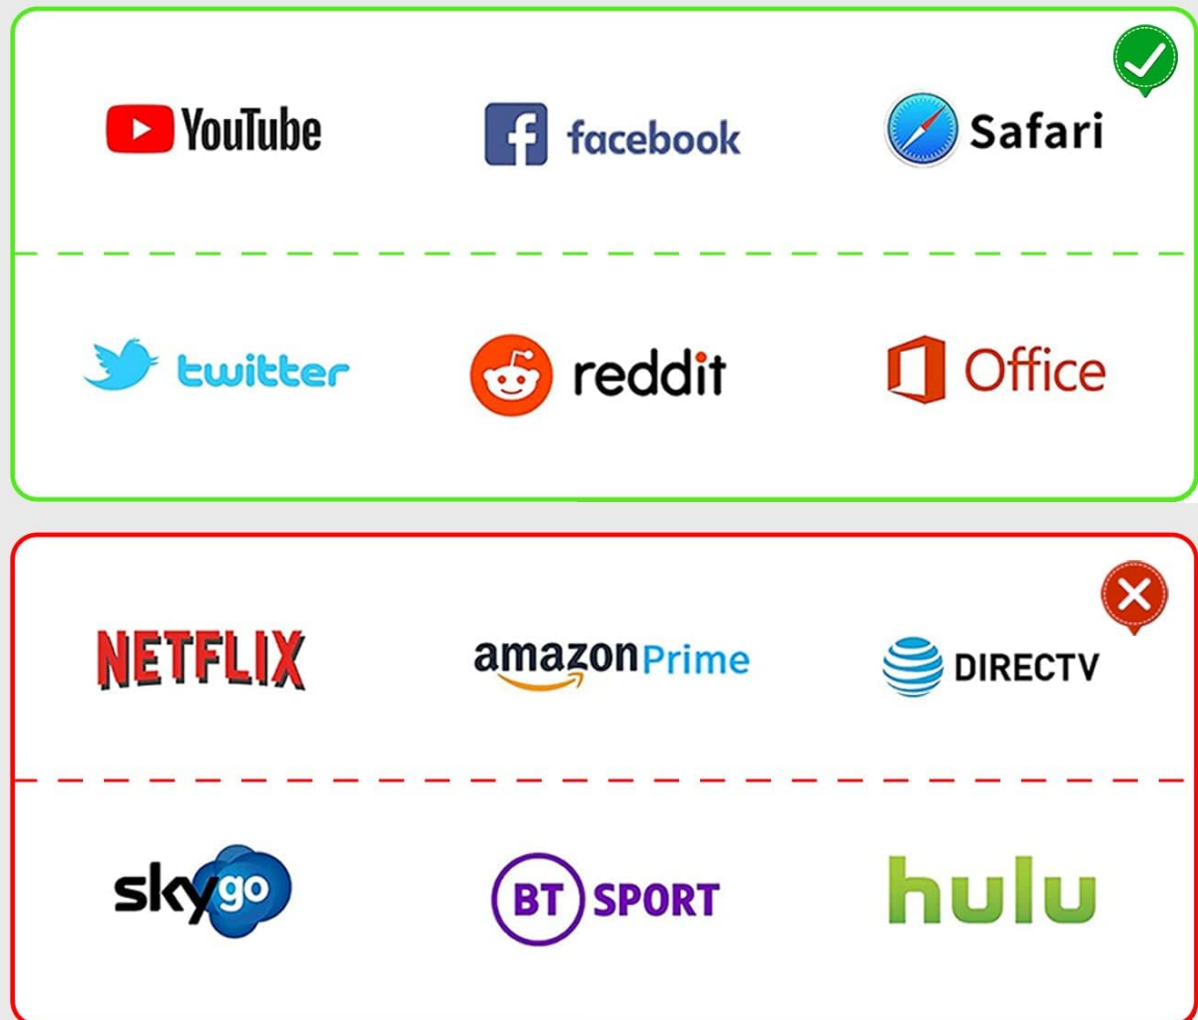 YouTube
facebook
Safari
twitter
reddit
Office
NETFLIX
amazon Prime
DIRECTV
sky go
BT SPORT
hulu